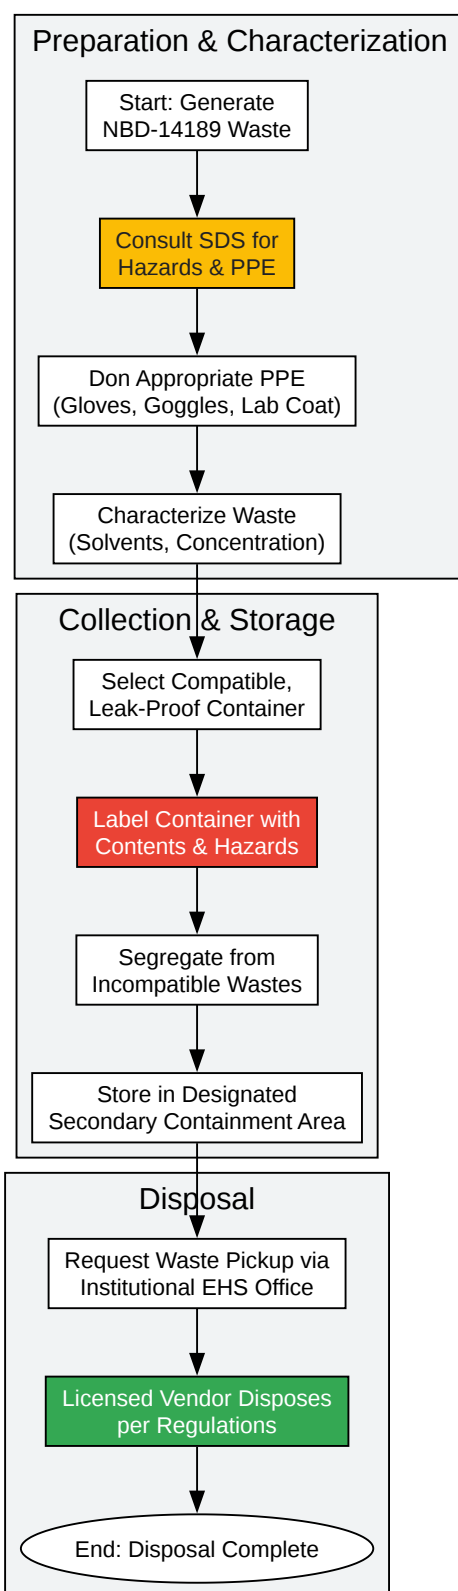 Preparation & Characterization
Start: Generate
NBD-14189 Waste
Consult SDS for
Hazards & PPE
Don Appropriate PPE
(Gloves, Goggles, Lab Coat)
Characterize Waste
(Solvents, Concentration)
Collection & Storage
Select Compatible,
Leak-Proof Container
Label Container with
Contents & Hazards
Segregate from
Incompatible Wastes
Store in Designated
Secondary Containment Area
Disposal
Request Waste Pickup via
Institutional EHS Office
Licensed Vendor Disposes
per Regulations
End: Disposal Complete